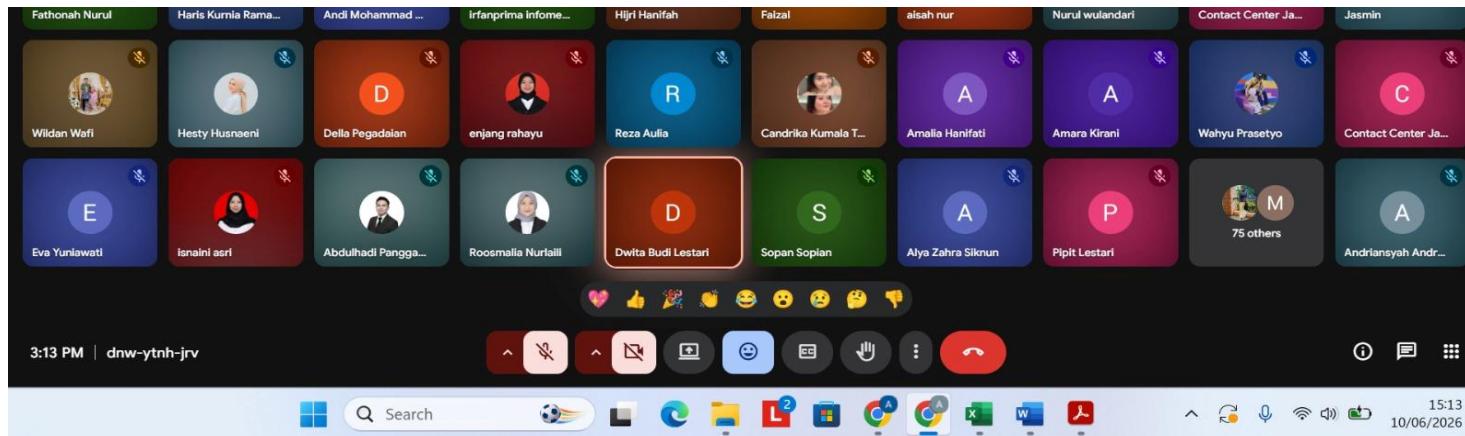 Fathonah Nurul
Haris Kurnia Rama...
Andi Mohammad ...
irfanprima infome...
Hijri Hanifah
Faizal
aisah nur
Nurul wulandari
Contact Center Ja...
Jasmin
Wildan Wafi
Hesty Husnaeni
D
Della Pegadaian
enjang rahayu
R
Reza Aulia
Candrika Kumala T...
A
Amalia Hanifati
A
Amara Kirani
Wahyu Prasetyo
C
Contact Center Ja...
E
Eva Yuniawati
isnaini asri
Abdulhadi Pangga...
Roosmalia Nurlaili
D
Dwita Budi Lestari
S
Sopan Sopian
A
Alya Zahra Siknun
P
Pipit Lestari
M
75 others
A
Andriansyah Andr...
3:13 PM | dnw-ytnh-jrv
CC
Search
L
2
A
A
X
W
15:13
10/06/2026